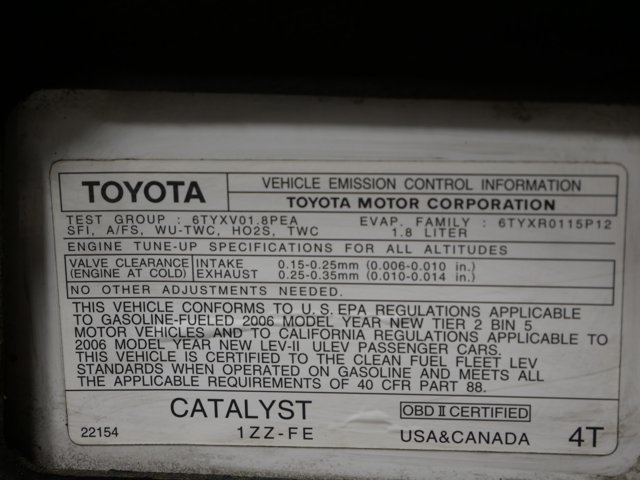 TOYOTA
VEHICLE EMISSION CONTROL INFORMATION
TOYOTA MOTOR CORPORATION
TEST GROUP : 6TYXV01.8PEA EVAP. FAMILY : 6TYXR0115P12
SFI, A/FS, WU-TWC, HO2S, TWC 1.8 LITER
ENGINE TUNE-UP SPECIFICATIONS FOR ALL ALTITUDES
VALVE CLEARANCE INTAKE 0.15-0.25mm (0.006-0.010 in.)
(ENGINE AT COLD) EXHAUST 0.25-0.35mm (0.010-0.014 in.)
NO OTHER ADJUSTMENTS NEEDED.
THIS VEHICLE CONFORMS TO U.S. EPA REGULATIONS APPLICABLE
TO GASOLINE-FUELED 2006 MODEL YEAR NEW TIER 2 BIN 5
MOTOR VEHICLES AND TO CALIFORNIA REGULATIONS APPLICABLE TO
2006 MODEL YEAR NEW LEV-II ULEV PASSENGER CARS.
THIS VEHICLE IS CERTIFIED TO THE CLEAN FUEL FLEET LEV
STANDARDS WHEN OPERATED ON GASOLINE AND MEETS ALL
THE APPLICABLE REQUIREMENTS OF 40 CFR PART 88.
CATALYST OBD II CERTIFIED
22154 1ZZ-FE USA&CANADA 4T